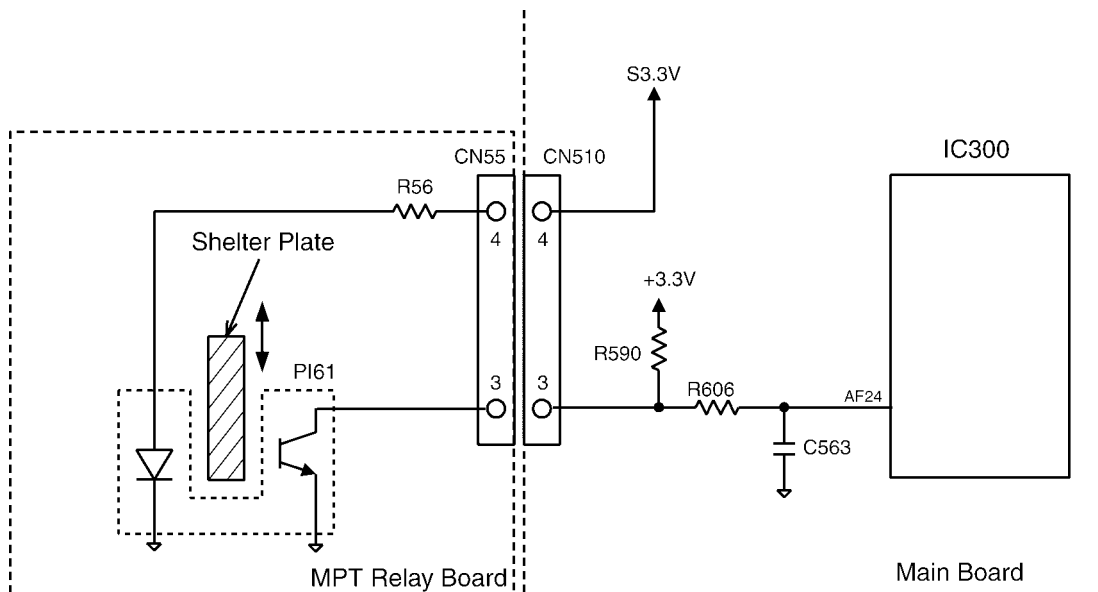 S3.3V
CN55
CN510
IC300
R56
4
4
Shelter Plate
+3.3V
R590
PI61
3
3
R606
AF24
C563
MPT Relay Board
Main Board